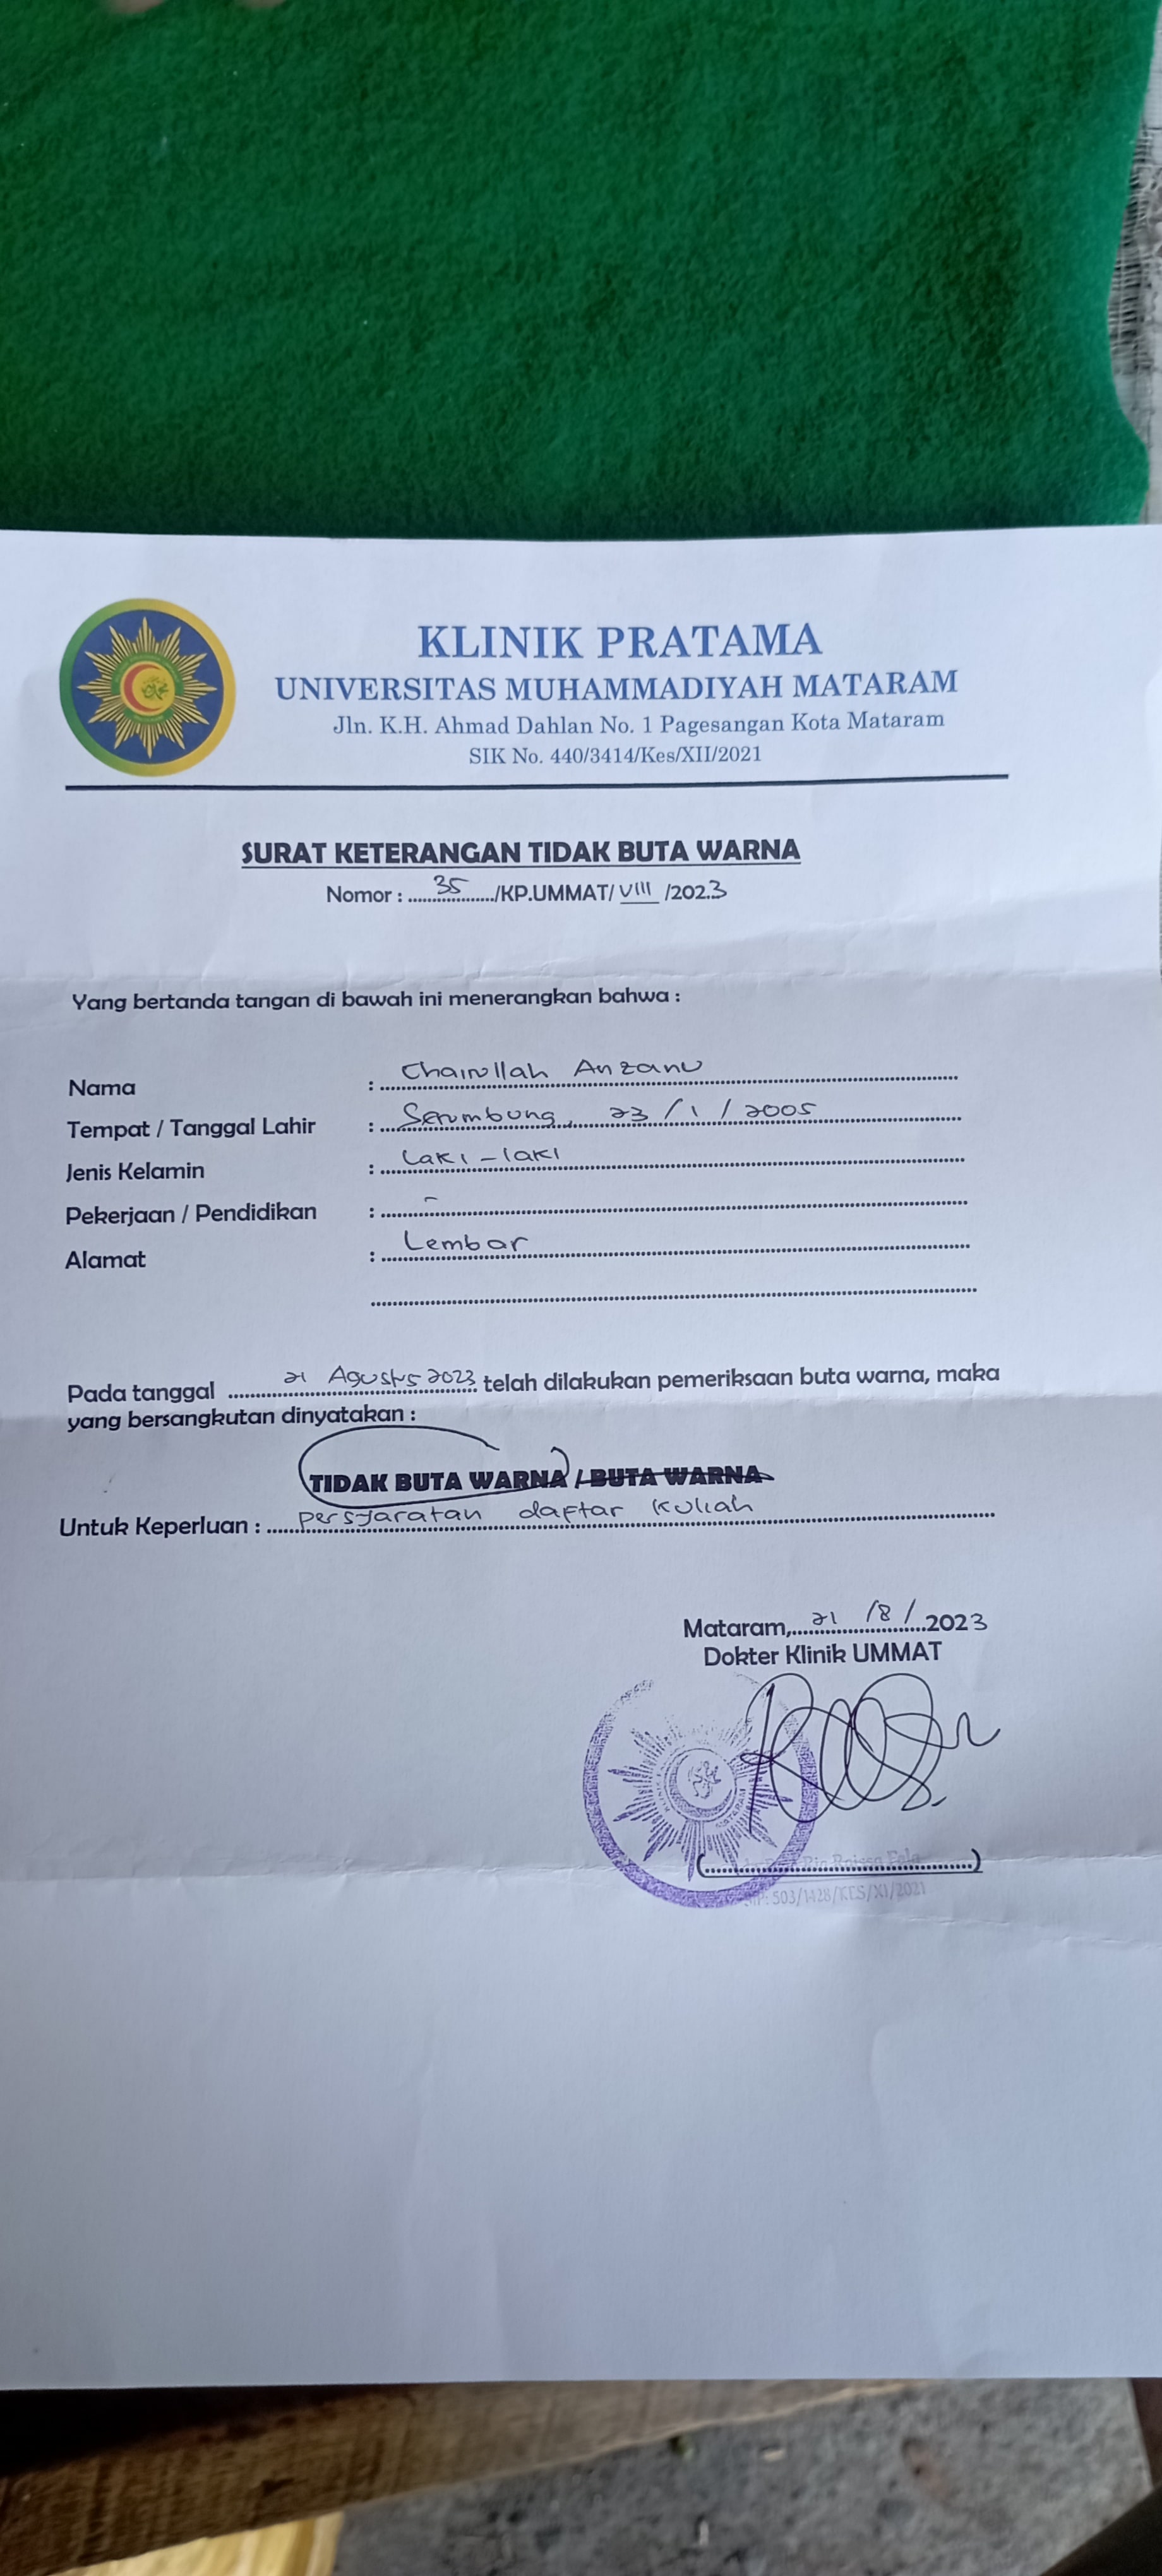 KLINIK PRATAMA
UNIVERSITAS MUHAMMADIYAH MATARAM
Jln. K.H. Ahmad Dahlan No. 1 Pagesangan Kota Mataram
SIK No. 440/3414/Kes/XII/2021
SURAT KETERANGAN TIDAK BUTA WARNA
Nomor : 35 /KP.UMMAT/ VIII /2023
Yang bertanda tangan di bawah ini menerangkan bahwa :
Nama : Chairullah Anzanu
Tempat / Tanggal Lahir : Serumbung, 23 / 1 / 2005
Jenis Kelamin : Laki-laki
Pekerjaan / Pendidikan : -
Alamat : Lembar
Pada tanggal 21 Agustus 2023 telah dilakukan pemeriksaan buta warna, maka
yang bersangkutan dinyatakan :
TIDAK BUTA WARNA / BUTA WARNA
Untuk Keperluan : persyaratan daftar kuliah
Mataram, 21 /8/ 2023
Dokter Klinik UMMAT
MATARAM
503/1428/KES/XI/2021